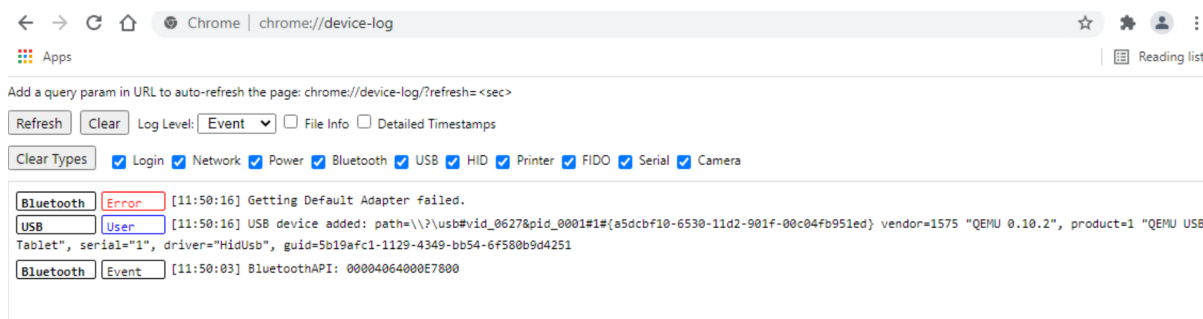 Chrome | chrome://device-log
Apps
Reading list
Add a query param in URL to auto-refresh the page: chrome://device-log/?refresh=<sec>
Refresh Clear Log Level: Event File Info Detailed Timestamps
Clear Types Login Network Power Bluetooth USB HID Printer FIDO Serial Camera
Bluetooth Error [11:50:16] Getting Default Adapter failed.
USB User [11:50:16] USB device added: path=\\?\usb#vid_0627&pid_0001#1#{a5dcbf10-6530-11d2-901f-00c04fb951ed} vendor=1575 "QEMU 0.10.2", product=1 "QEMU USB
Tablet", serial="1", driver="HidUsb", guid=5b19afc1-1129-4349-bb54-6f580b9d4251
Bluetooth Event [11:50:03] BluetoothAPI: 00004064000E7800